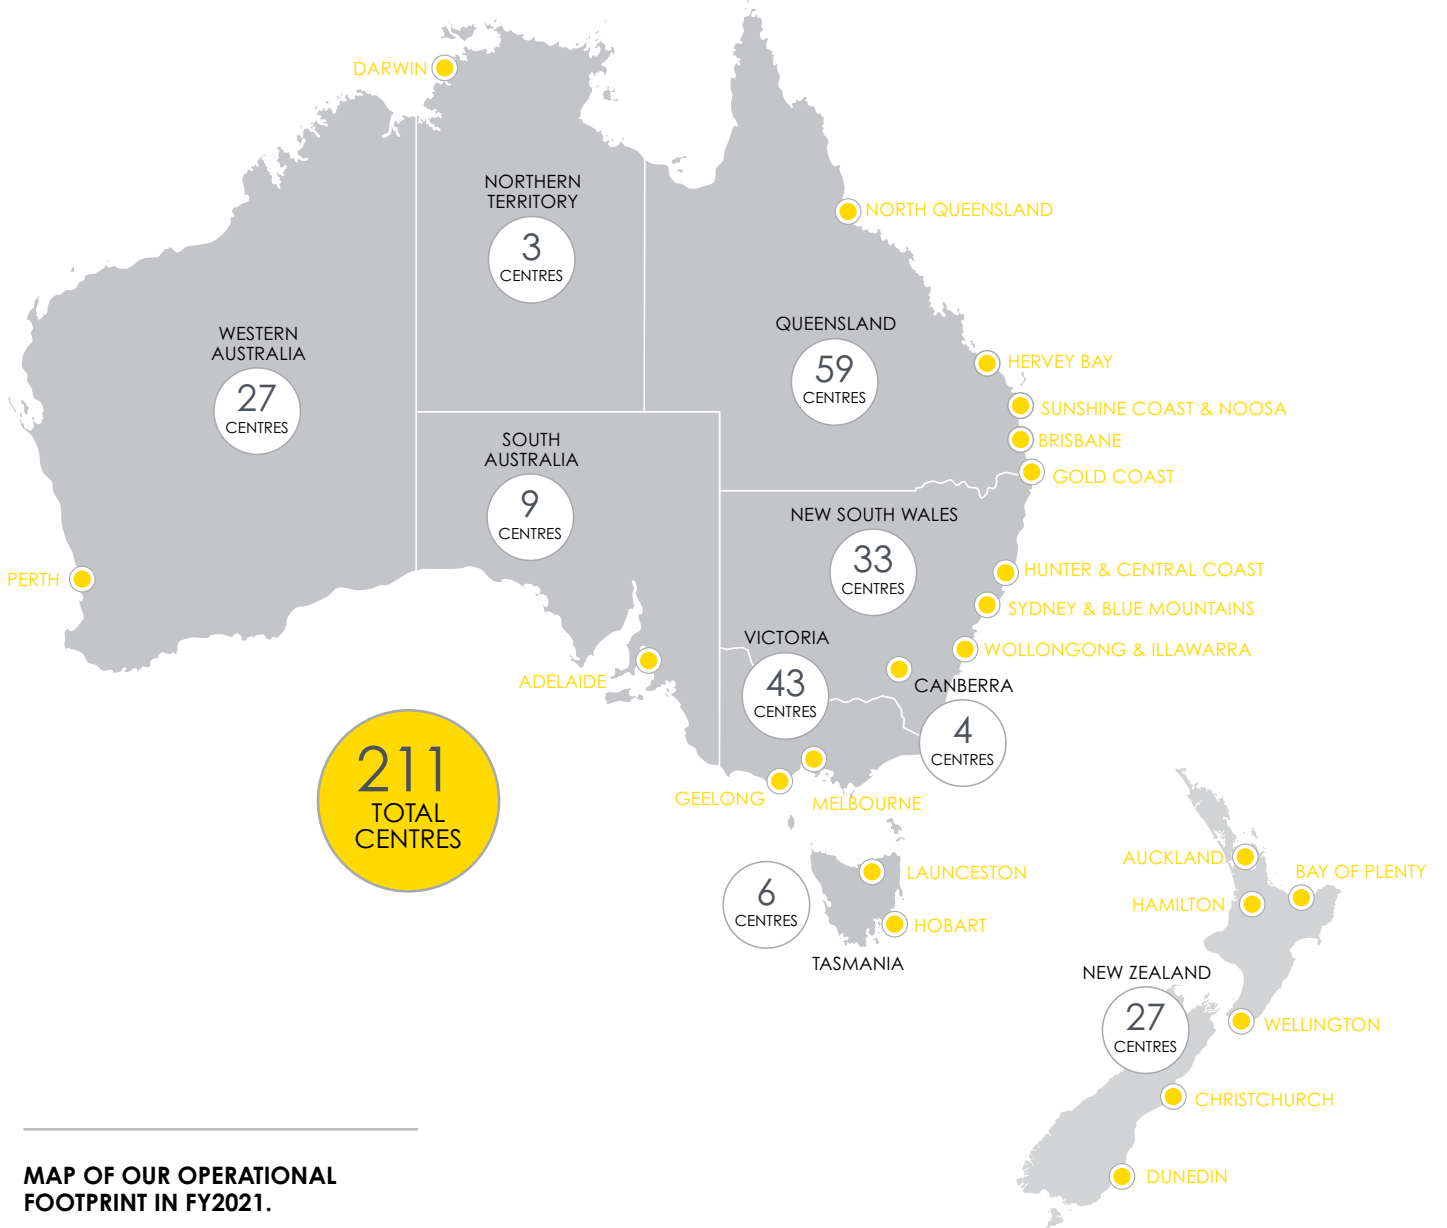 DARWIN
NORTHERN
TERRITORY
3
CENTRES
NORTH QUEENSLAND
WESTERN
AUSTRALIA
27
CENTRES
QUEENSLAND
59
CENTRES
HERVEY BAY
SUNSHINE COAST & NOOSA
BRISBANE
GOLD COAST
SOUTH
AUSTRALIA
9
CENTRES
NEW SOUTH WALES
33
CENTRES
PERTH
HUNTER & CENTRAL COAST
SYDNEY & BLUE MOUNTAINS
WOLLONGONG & ILLAWARRA
VICTORIA
43
CENTRES
ADELAIDE
CANBERRA
4
CENTRES
211
TOTAL
CENTRES
GEELONG
MELBOURNE
6
CENTRES
LAUNCESTON
HOBART
TASMANIA
AUCKLAND
BAY OF PLENTY
HAMILTON
NEW ZEALAND
27
CENTRES
WELLINGTON
CHRISTCHURCH
DUNEDIN
MAP OF OUR OPERATIONAL
FOOTPRINT IN FY2021.